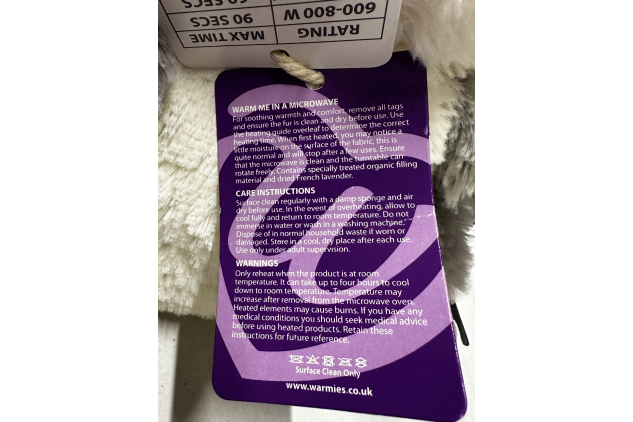 RATING MAX TIME
600-800 W 90 SECS
60 SECS
WARM ME IN A MICROWAVE
For soothing warmth and comfort, remove all tags
and ensure the fur is clean and dry before use. Use
the heating guide overleaf to determine the correct
heating time. When first heated, you may notice a
little moisture on the surface of the fabric, this is
quite normal and will stop after a few uses. Ensure
that the microwave is clean and the turntable can
rotate freely. Contains specially treated organic filling
material and dried French lavender.
CARE INSTRUCTIONS
Surface clean regularly with a damp sponge and air
dry before use. In the event of overheating, allow to
cool fully and return to room temperature. Do not
immerse in water or wash in a washing machine.
Dispose of in normal household waste if worn or
damaged. Store in a cool, dry place after each use.
Use only under adult supervision.
WARNINGS
Only reheat when the product is at room
temperature. It can take up to four hours to cool
down to room temperature. Temperature may
increase after removal from the microwave oven.
Heated elements may cause burns. If you have any
medical conditions you should seek medical advice
before using heated products. Retain these
instructions for future reference.
Surface Clean Only
www.warmies.co.uk